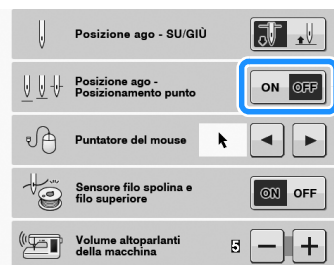 Posizione ago - SU/GIÙ
Posizione ago -
Posizionamento punto
ON OFF
Puntatore del mouse
Sensore filo spolina e
filo superiore
ON OFF
Volume altoparlanti
della macchina
5